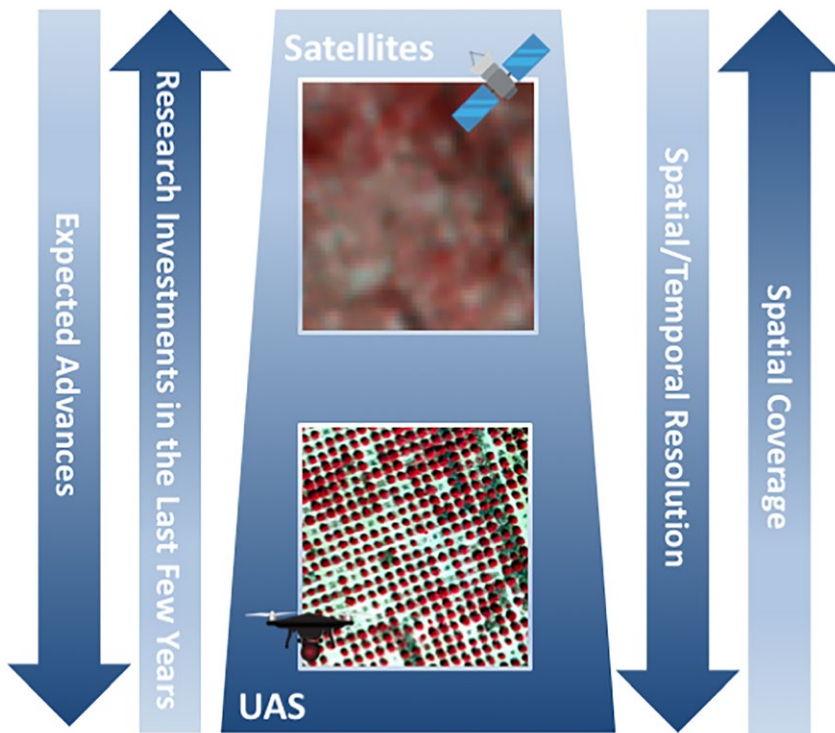 Satellites
Expected Advances
Research Investments in the Last Few Years
Spatial/Temporal Resolution
Spatial Coverage
UAS